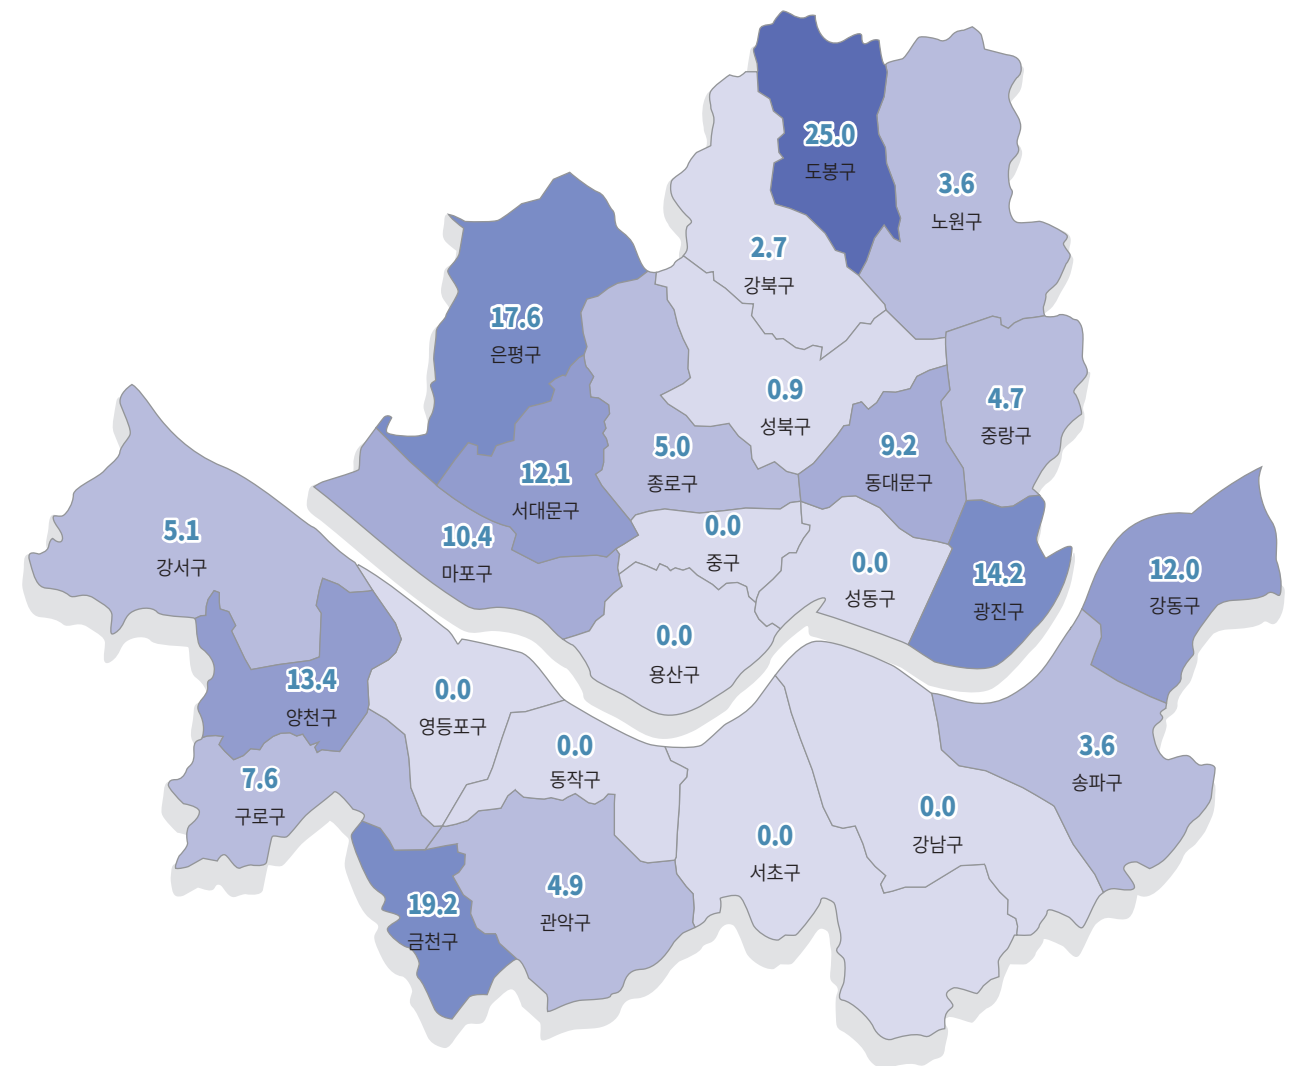 25.0
도봉구
3.6
노원구
2.7
강북구
17.6
은평구
0.9
성북구
4.7
중랑구
5.0
종로구
9.2
동대문구
12.1
서대문구
10.4
마포구
0.0
중구
0.0
성동구
14.2
광진구
12.0
강동구
5.1
강서구
0.0
용산구
13.4
양천구
0.0
영등포구
0.0
동작구
3.6
송파구
7.6
구로구
0.0
강남구
0.0
서초구
4.9
관악구
19.2
금천구